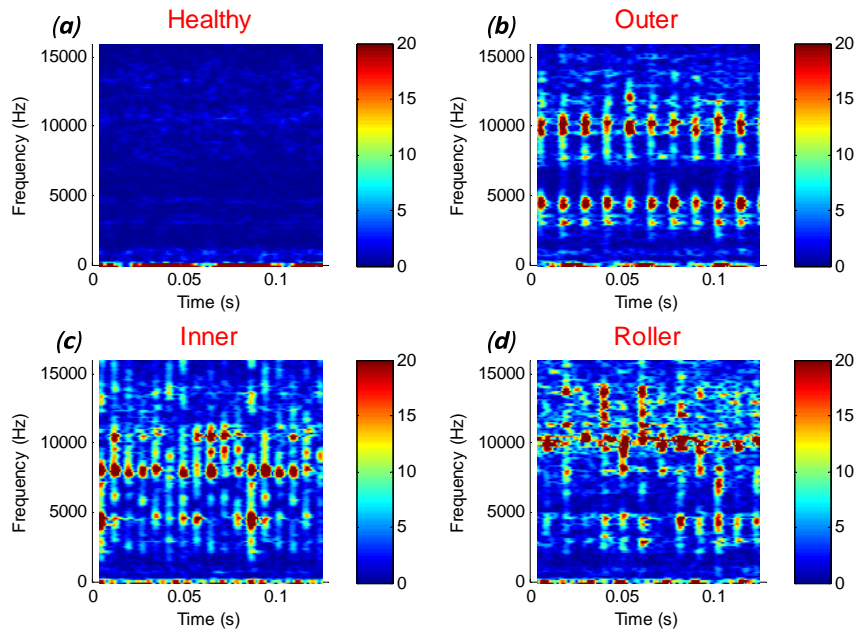 (a) Healthy
Frequency (Hz)
15000
10000
5000
0
0 0.05 0.1
Time (s)
20
15
10
5
0
(b) Outer
Frequency (Hz)
15000
10000
5000
0
0 0.05 0.1
Time (s)
20
15
10
5
0
(c) Inner
Frequency (Hz)
15000
10000
5000
0
0 0.05 0.1
Time (s)
20
15
10
5
0
(d) Roller
Frequency (Hz)
15000
10000
5000
0
0 0.05 0.1
Time (s)
20
15
10
5
0